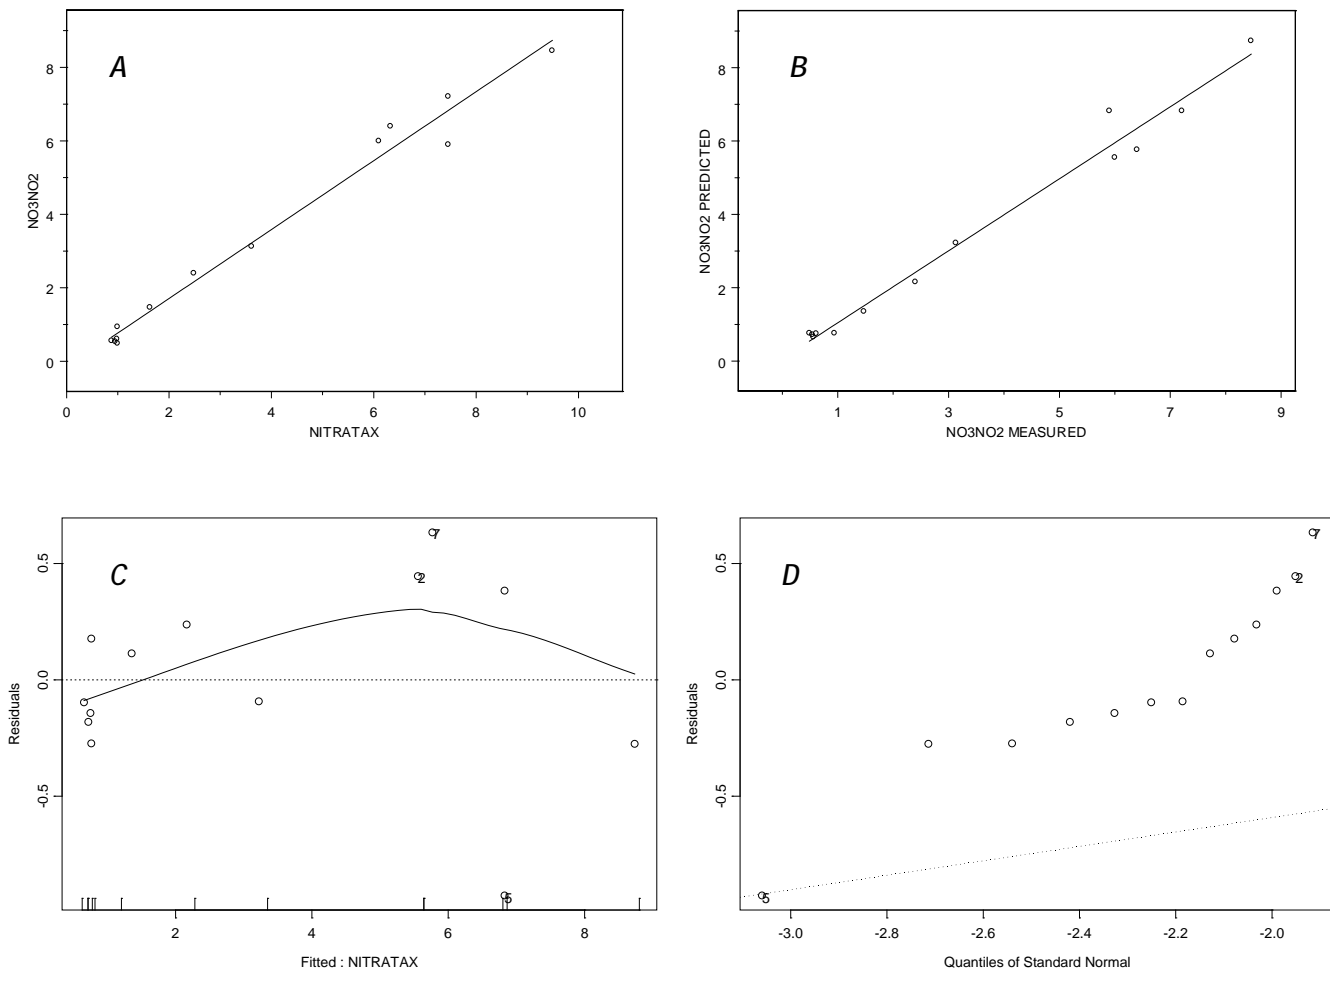 A
NO3NO2
8
6
4
2
0
0 2 4 6 8 10
NITRATAX
B
NO3NO2 PREDICTED
8
6
4
2
0
1 3 5 7 9
NO3NO2 MEASURED
C
Residuals
0.5
0.0
-0.5
7
2
5
2 4 6 8
Fitted : NITRATAX
D
Residuals
0.5
0.0
-0.5
7
2
5
-3.0 -2.8 -2.6 -2.4 -2.2 -2.0
Quantiles of Standard Normal